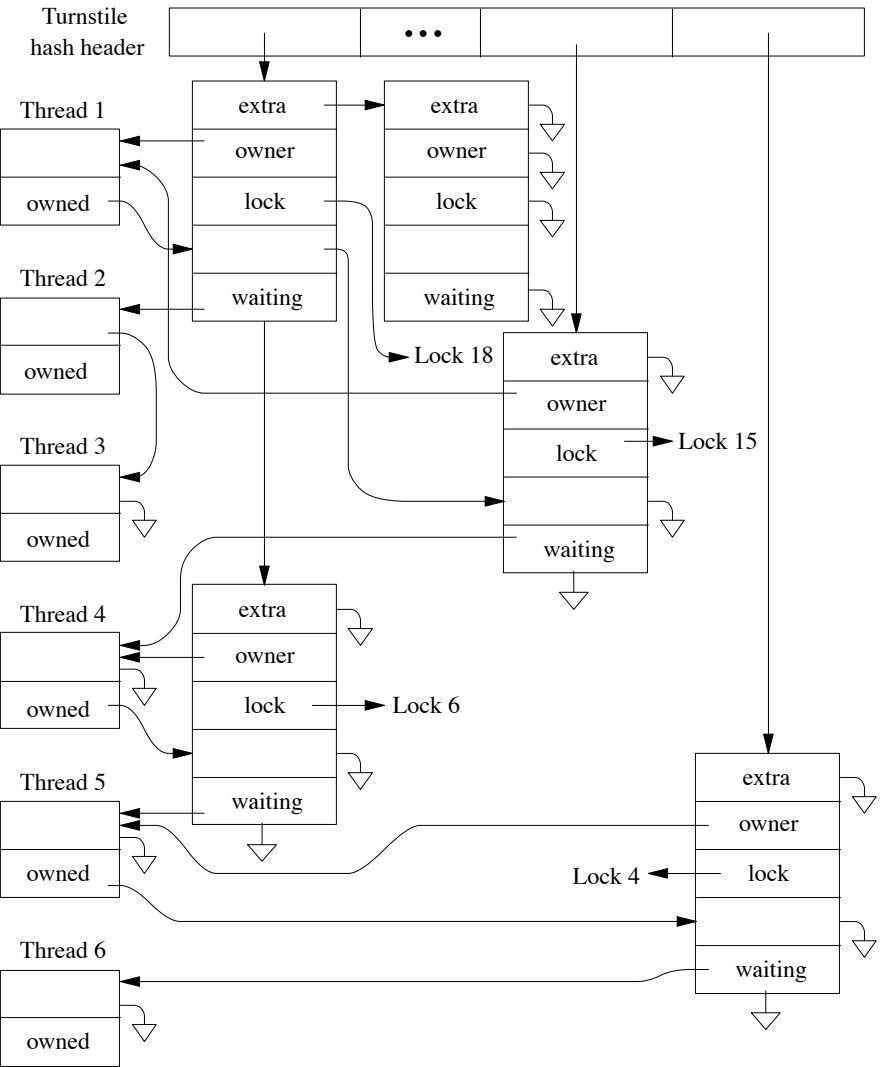 Turnstile
hash header
•••
Thread 1
extra
extra
owner
owner
owned
lock
lock
Thread 2
waiting
waiting
owned
Lock 18
extra
owner
Thread 3
lock
Lock 15
owned
waiting
Thread 4
extra
owner
owned
lock
Lock 6
Thread 5
extra
waiting
owner
owned
Lock 4
lock
Thread 6
waiting
owned